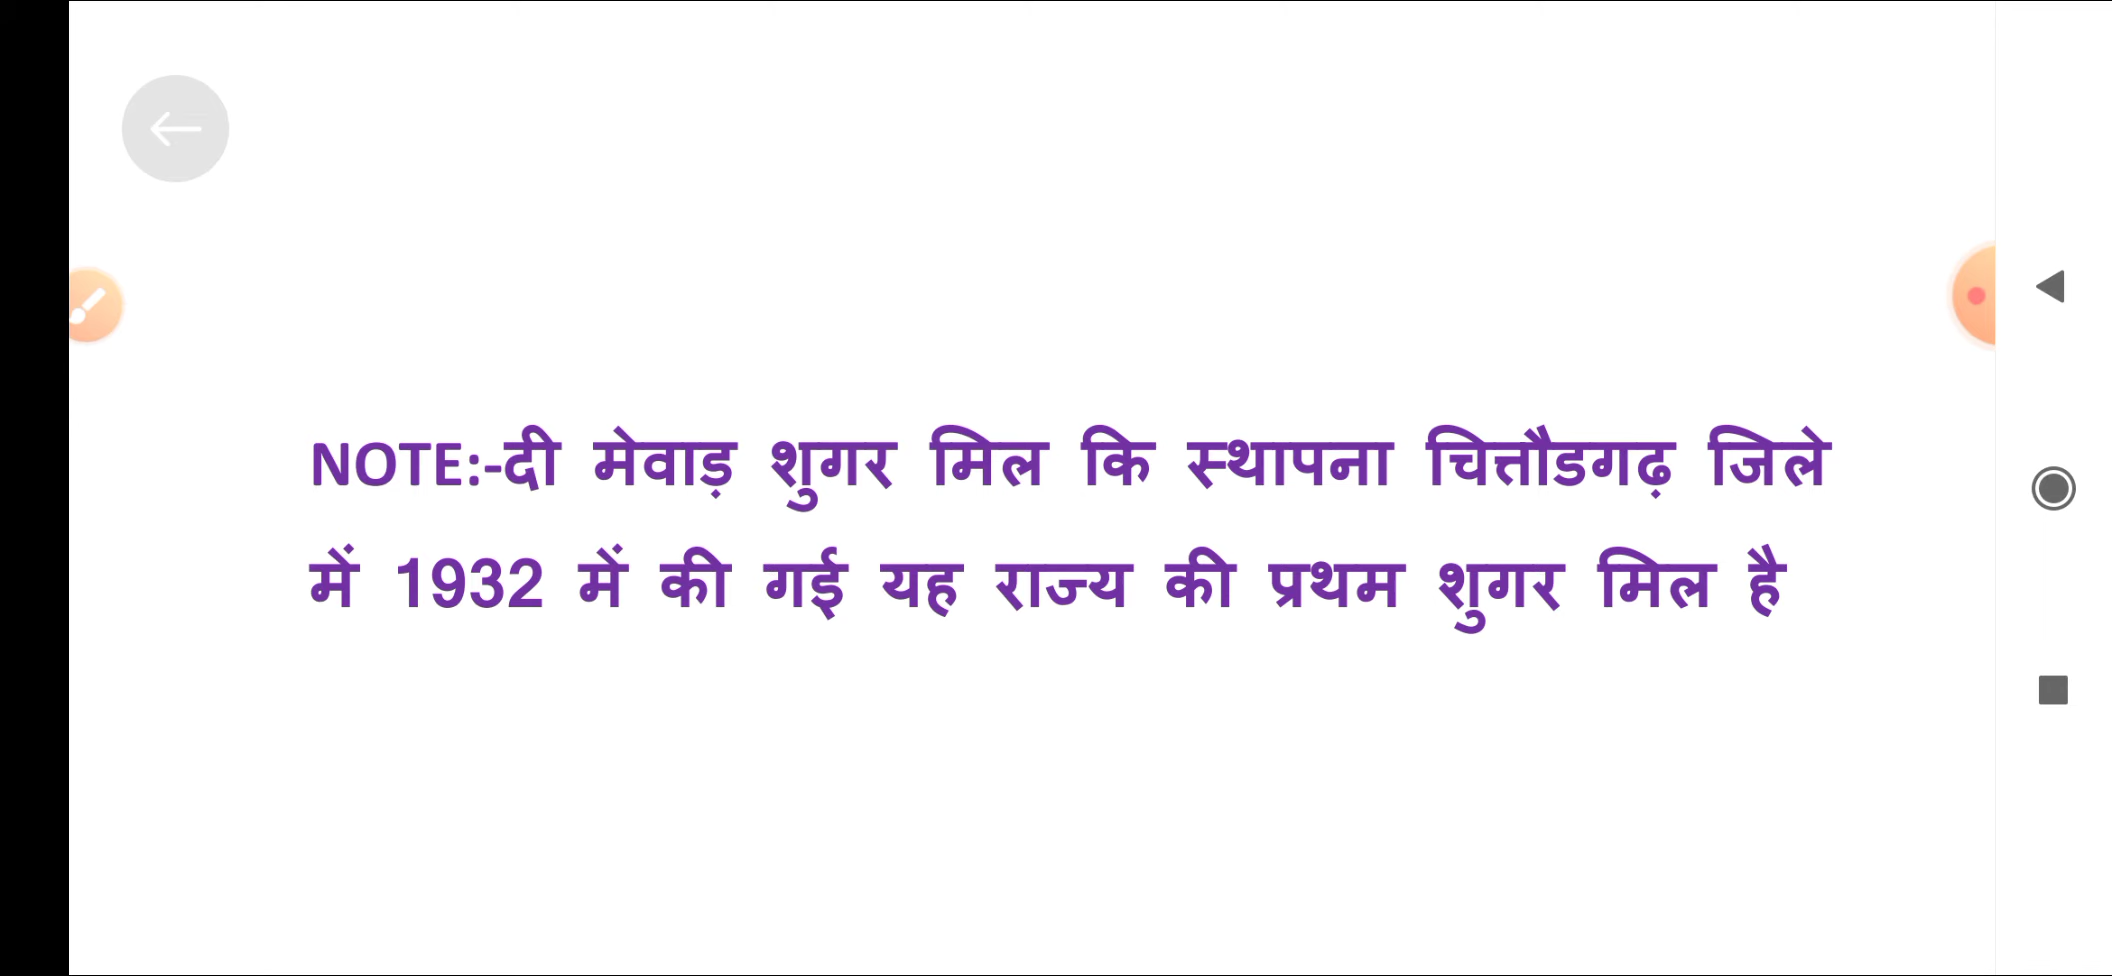 NOTE:-दी मेवाड़ शुगर मिल कि स्थापना चित्तौडगढ़ जिले
में 1932 में की गई यह राज्य की प्रथम शुगर मिल है